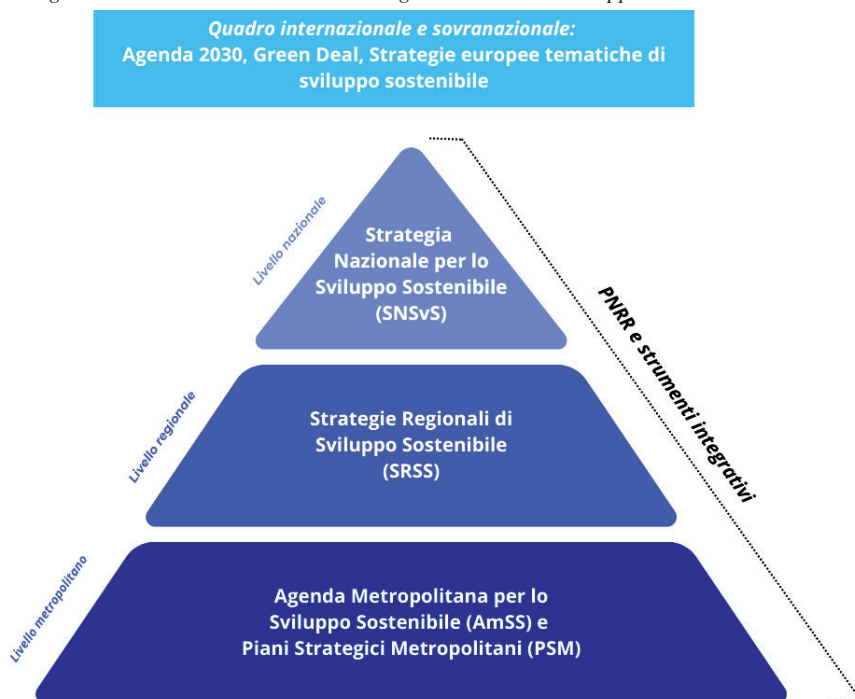 Quadro internazionale e sovranazionale:
Agenda 2030, Green Deal, Strategie europee tematiche di
sviluppo sostenibile
Livello nazionale
Strategia
Nazionale per lo
Sviluppo Sostenibile
(SNSvS)
PNRR e strumenti integrativi
Livello regionale
Strategie Regionali di
Sviluppo Sostenibile
(SRSS)
Livello metropolitano
Agenda Metropolitana per lo
Sviluppo Sostenibile (AmSS) e
Piani Strategici Metropolitani (PSM)